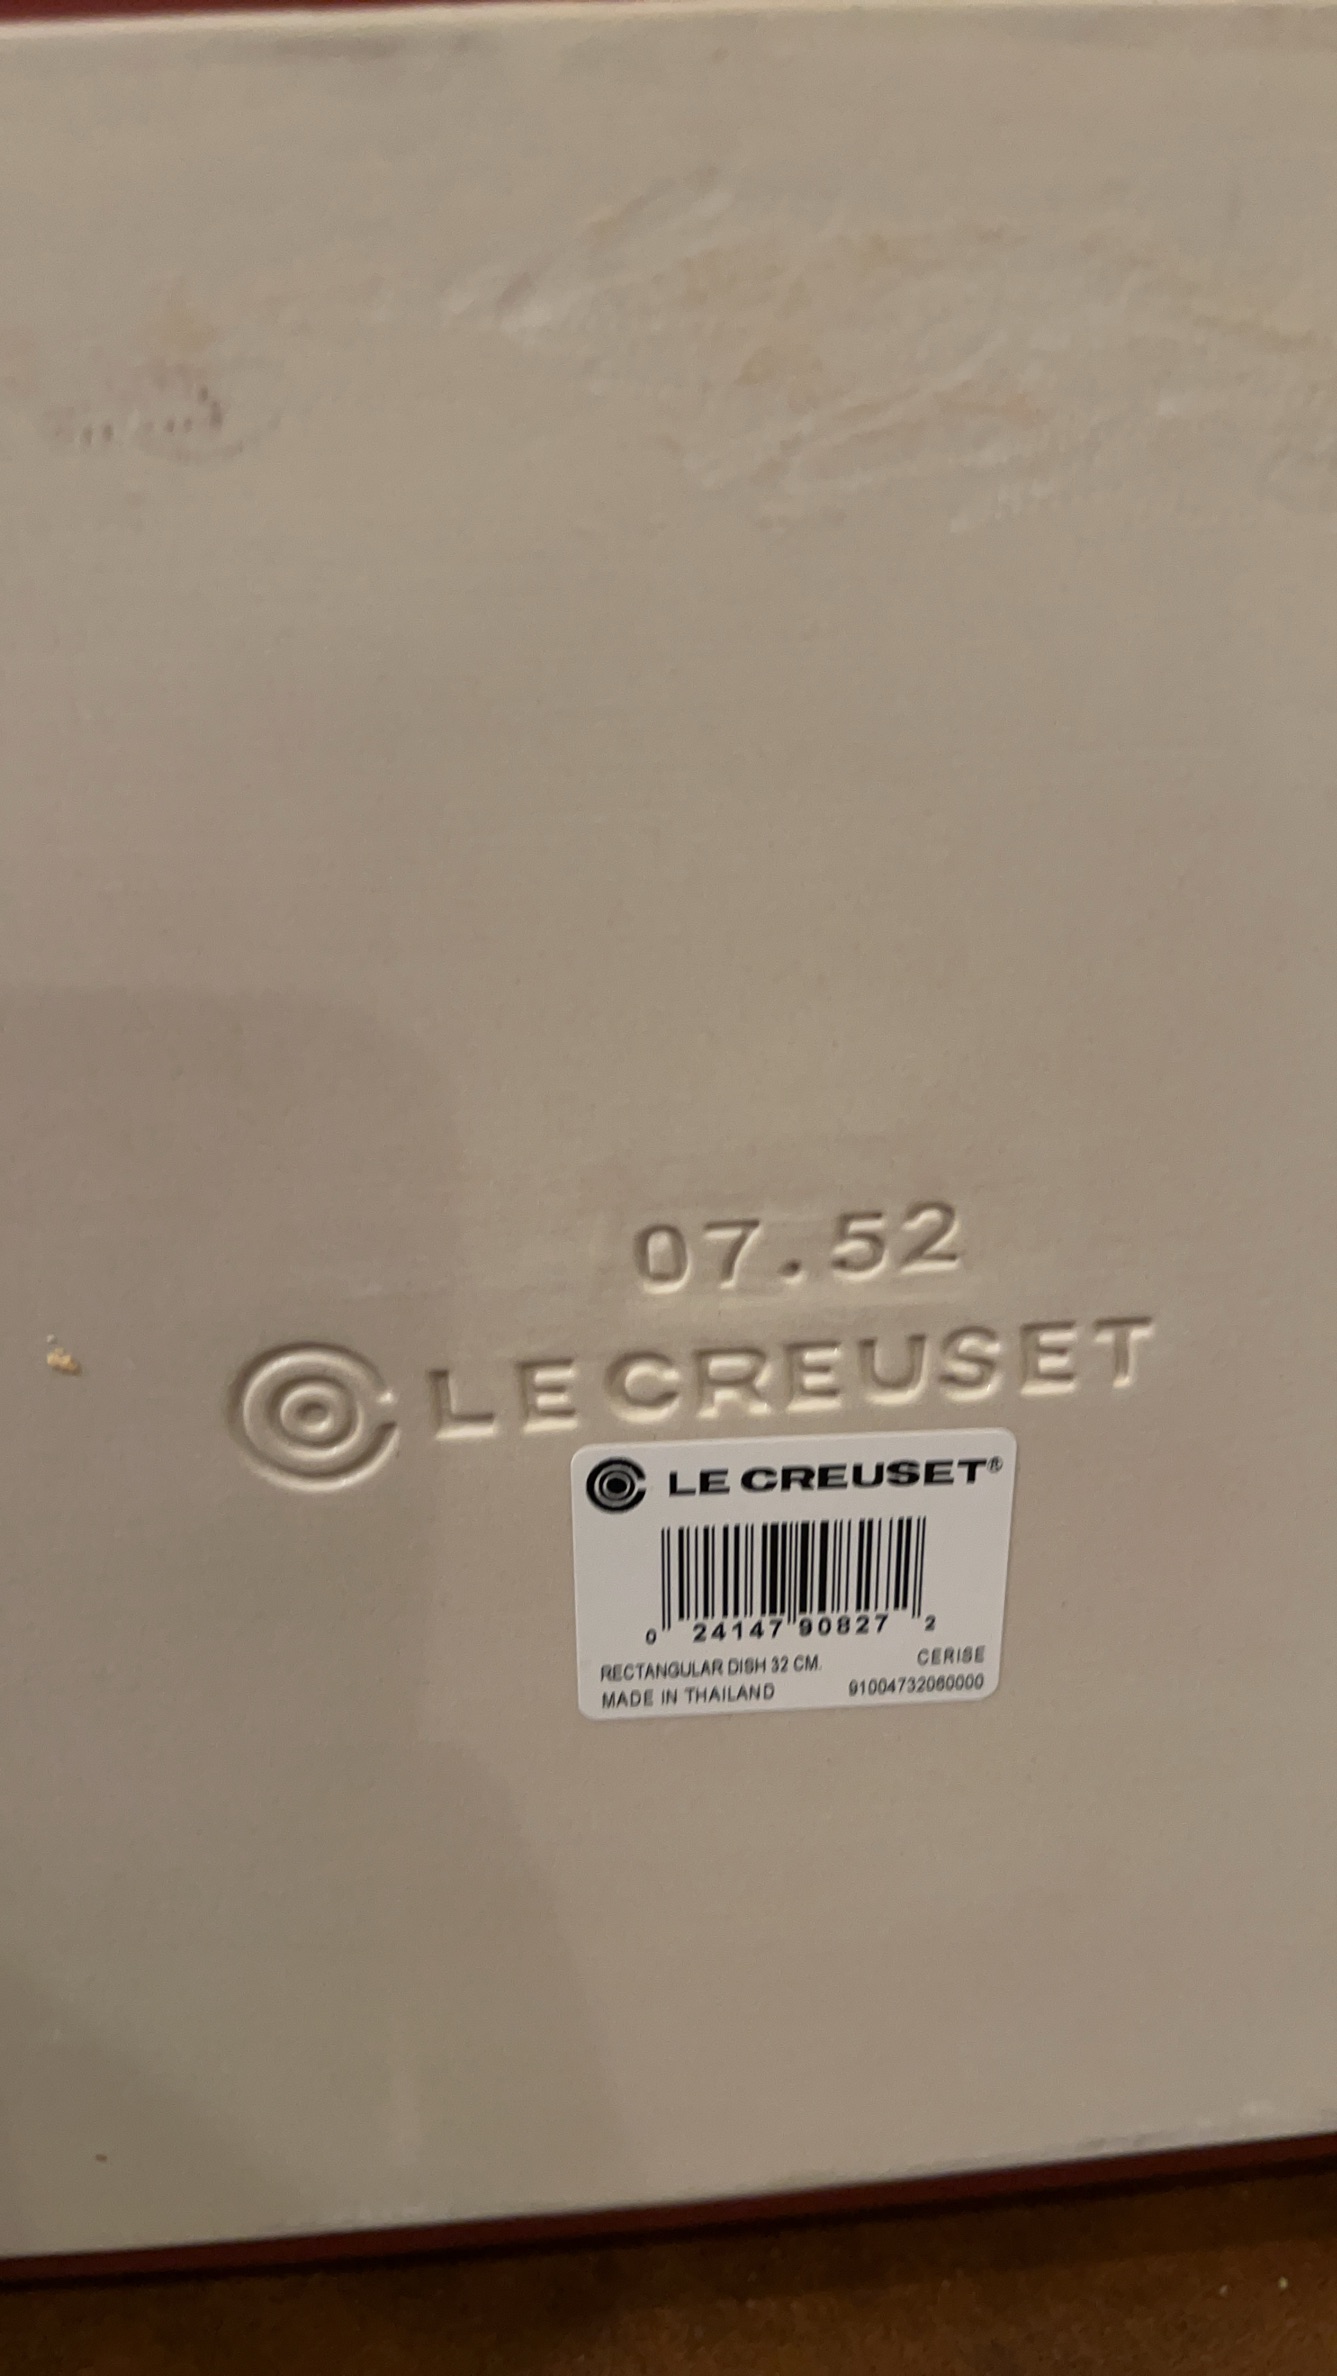 07.52
LE CREUSET
LE CREUSET®
0 24147 90827 2
RECTANGULAR DISH 32 CM. CERISE
MADE IN THAILAND 91004732060000